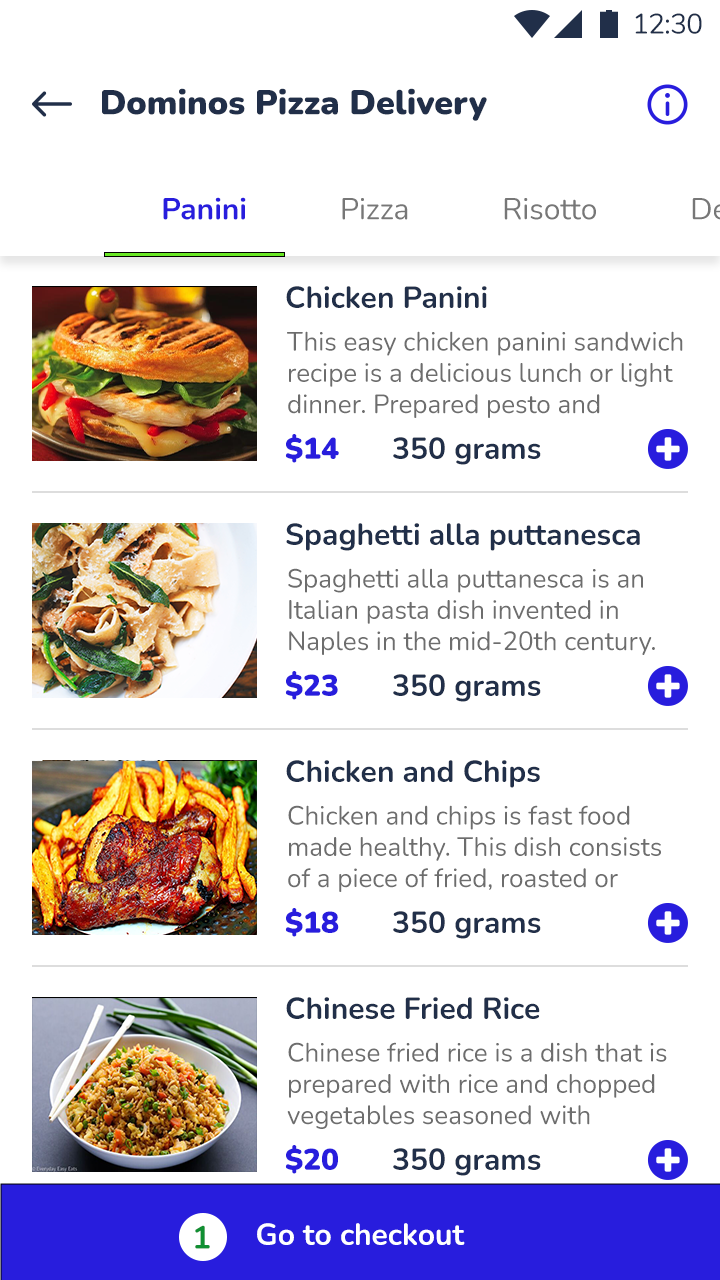 12:30
Dominos Pizza Delivery
Panini Pizza Risotto De
Chicken Panini
This easy chicken panini sandwich
recipe is a delicious lunch or light
dinner. Prepared pesto and
$14 350 grams
Spaghetti alla puttanesca
Spaghetti alla puttanesca is an
Italian pasta dish invented in
Naples in the mid-20th century.
$23 350 grams
Chicken and Chips
Chicken and chips is fast food
made healthy. This dish consists
of a piece of fried, roasted or
$18 350 grams
Chinese Fried Rice
Chinese fried rice is a dish that is
prepared with rice and chopped
vegetables seasoned with
© Everyday Easy Eats
$20 350 grams
1 Go to checkout